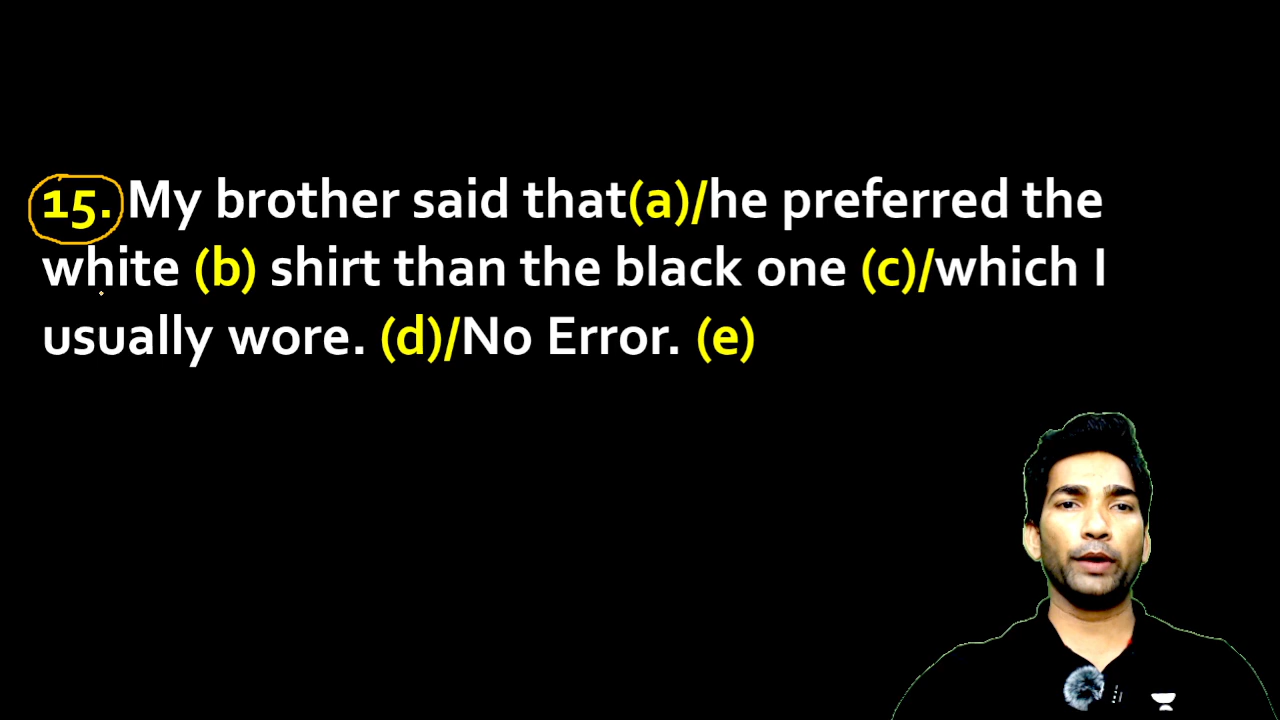 15. My brother said that(a)/he preferred the
white (b) shirt than the black one (c)/which I
usually wore. (d)/No Error. (e)